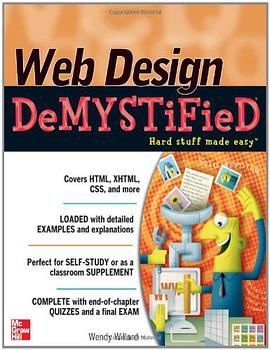 Web Design
DeMYSTiFieD®
Hard stuff made easy™
Covers HTML, XHTML,
CSS, and more
LOADED with detailed
EXAMPLES and explanations
Perfect for SELF-STUDY or as a
classroom SUPPLEMENT
COMPLETE with end-of-chapter
QUIZZES and a final EXAM
Mc
Graw
Hill
Wendy Willard